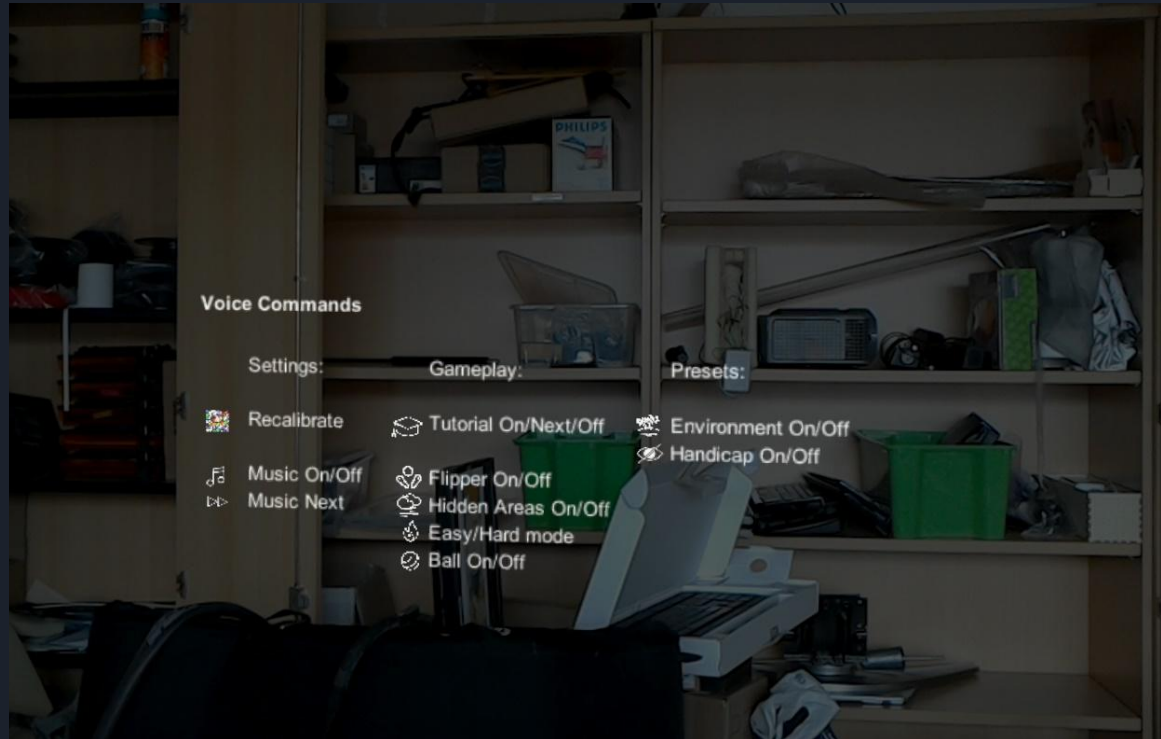 PHILIPS
Voice Commands
Settings:
Recalibrate
Music On/Off
Music Next
Gameplay:
Tutorial On/Next/Off
Flipper On/Off
Hidden Areas On/Off
Easy/Hard mode
Ball On/Off
Presets:
Environment On/Off
Handicap On/Off